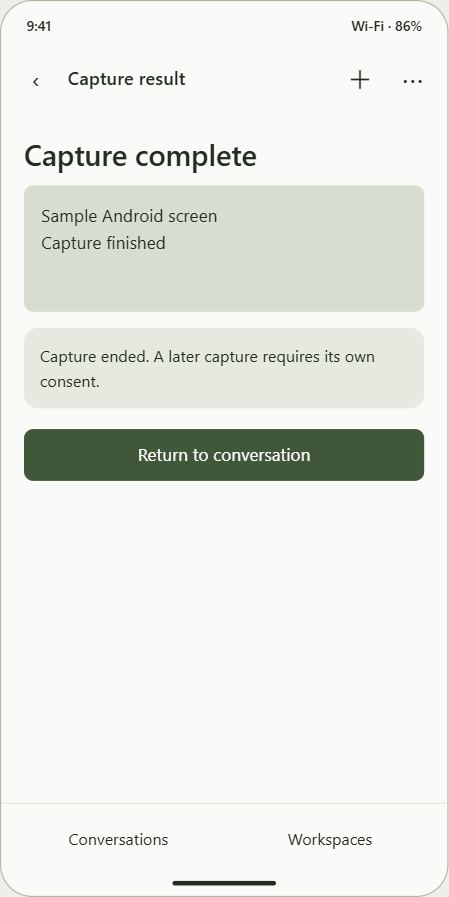 9:41
Wi-Fi · 86%
‹ Capture result + ...
Capture complete
Sample Android screen
Capture finished
Capture ended. A later capture requires its own
consent.
Return to conversation
Conversations
Workspaces